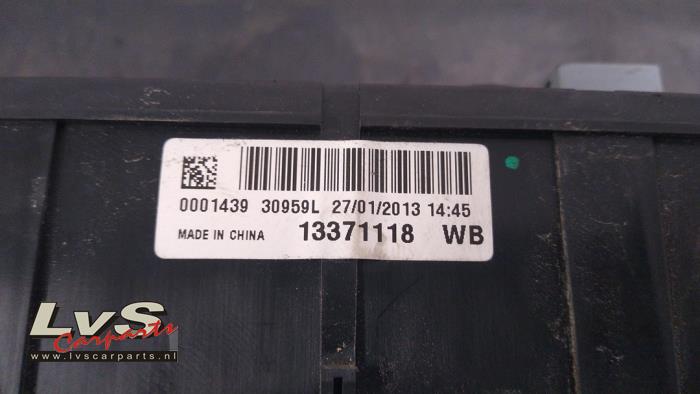 0001439 30959L 27/01/2013 14:45
MADE IN CHINA 13371118 WB
LvS
Carparts
www.lvscarparts.nl